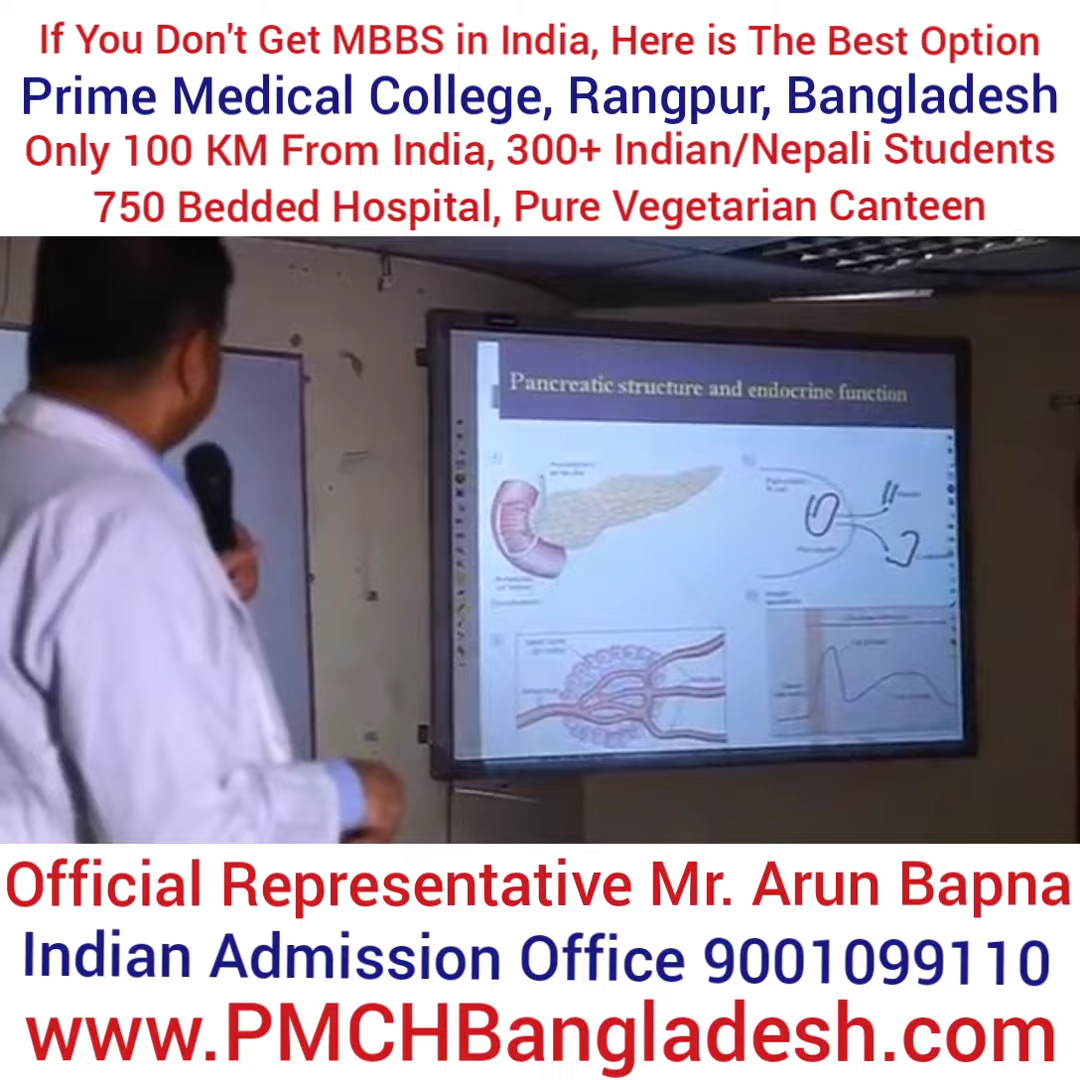 If You Don't Get MBBS in India, Here is The Best Option
Prime Medical College, Rangpur, Bangladesh
Only 100 KM From India, 300+ Indian/Nepali Students
750 Bedded Hospital, Pure Vegetarian Canteen
Pancreatic structure and endocrine function
Official Representative Mr. Arun Bapna
Indian Admission Office 9001099110
www.PMCHBangladesh.com